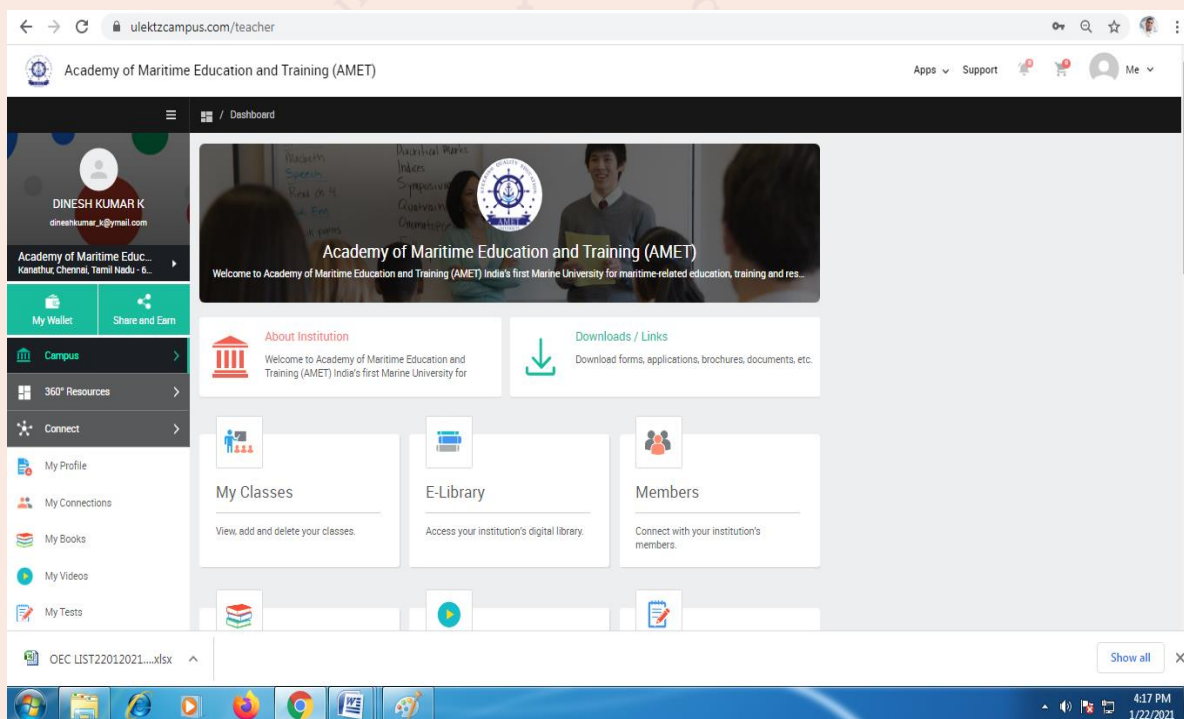 ulektzcampus.com/teacher
Academy of Maritime Education and Training (AMET)
Apps
Support
Me
/ Dashboard
DINESH KUMAR K
dineshkumar_k@ymail.com
Academy of Maritime Educ...
Kanathur, Chennai, Tamil Nadu - 6...
My Wallet
Share and Earn
Campus
360° Resources
Connect
My Profile
My Connections
My Books
My Videos
My Tests
Macbeth
Speech
Indices
Symposium
AMET
Academy of Maritime Education and Training (AMET)
Welcome to Academy of Maritime Education and Training (AMET) India's first Marine University for maritime-related education, training and res...
About Institution
Welcome to Academy of Maritime Education and
Training (AMET) India's first Marine University for
Downloads / Links
Download forms, applications, brochures, documents, etc.
My Classes
View, add and delete your classes.
E-Library
Access your institution's digital library.
Members
Connect with your institution's
members.
OEC LIST22012021....xlsx
Show all
4:17 PM
1/22/2021